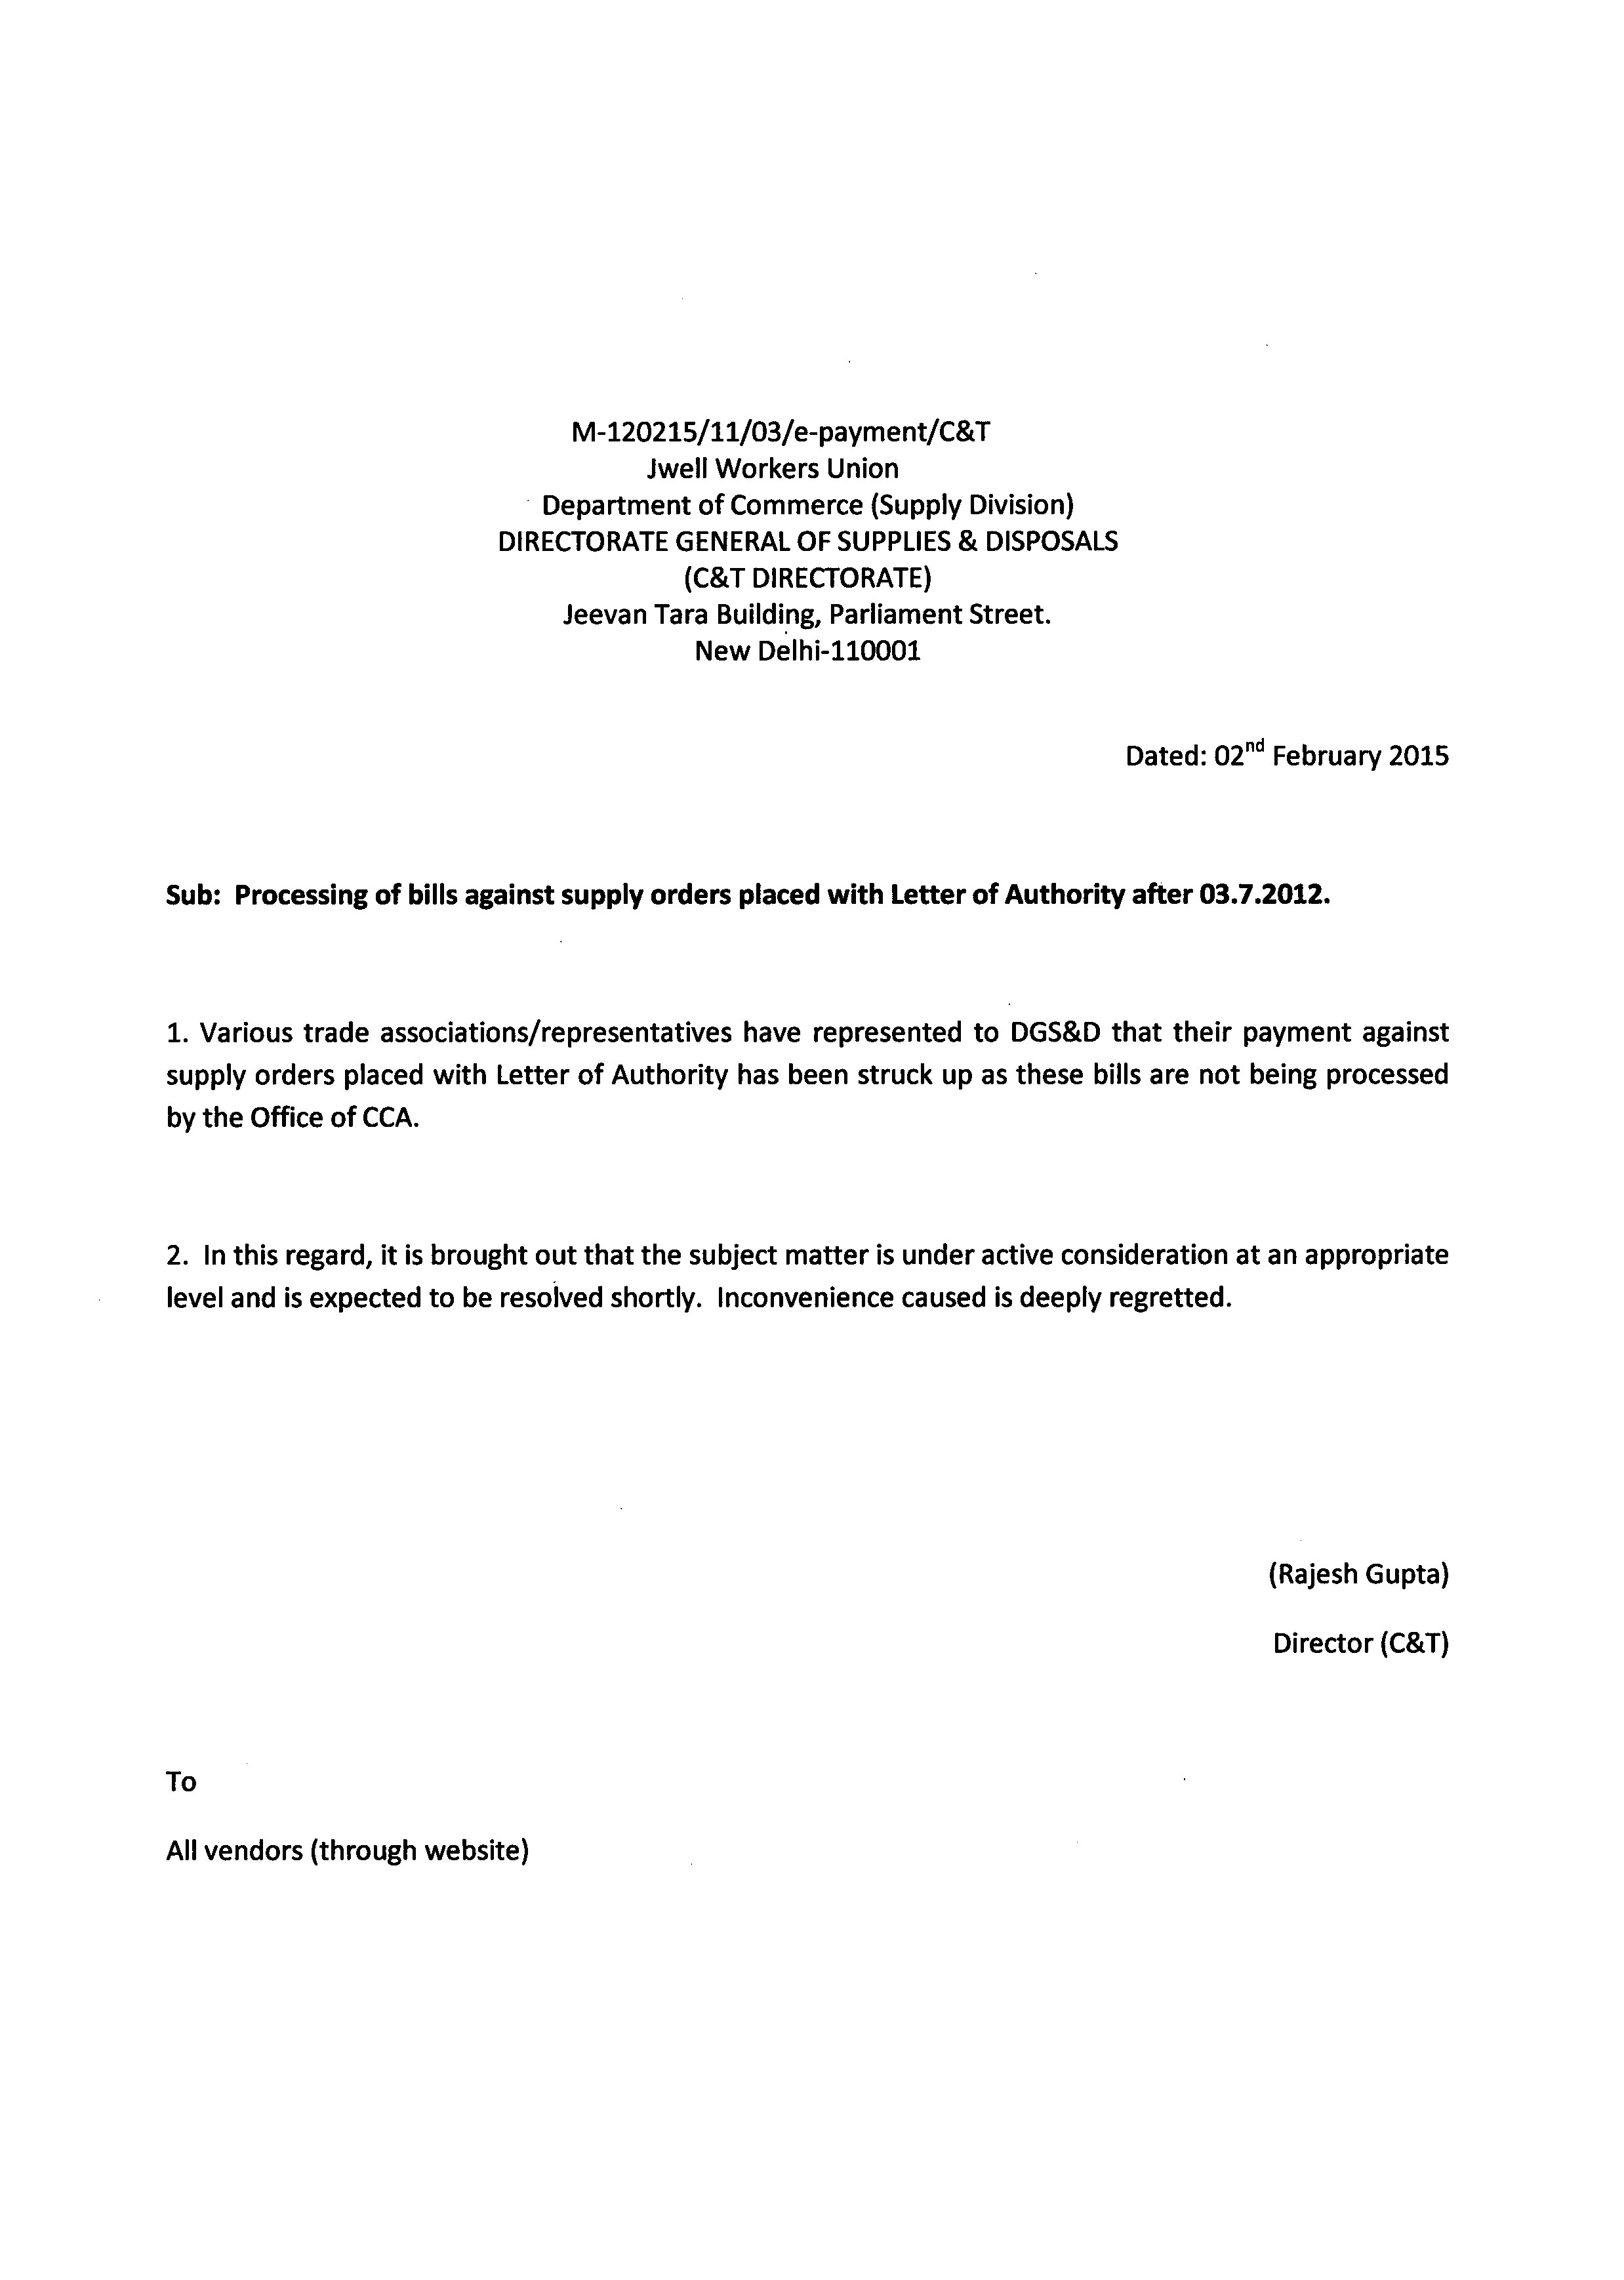 M-120215/11/03/e-payment/C&T
Jwell Workers Union
Department of Commerce (Supply Division)
DIRECTORATE GENERAL OF SUPPLIES & DISPOSALS
(C&T DIRECTORATE)
Jeevan Tara Building, Parliament Street.
New Delhi-110001
Dated: 02nd February 2015
Sub:  Processing of bills against supply orders placed with Letter of Authority after 03.7.2012.
1. Various trade associations/representatives have represented to DGS&D that their payment against
supply orders placed with Letter of Authority has been struck up as these bills are not being processed
by the Office of CCA.
2.  In this regard, it is brought out that the subject matter is under active consideration at an appropriate
level and is expected to be resolved shortly.  Inconvenience caused is deeply regretted.
(Rajesh Gupta)
Director (C&T)
To
All vendors (through website)